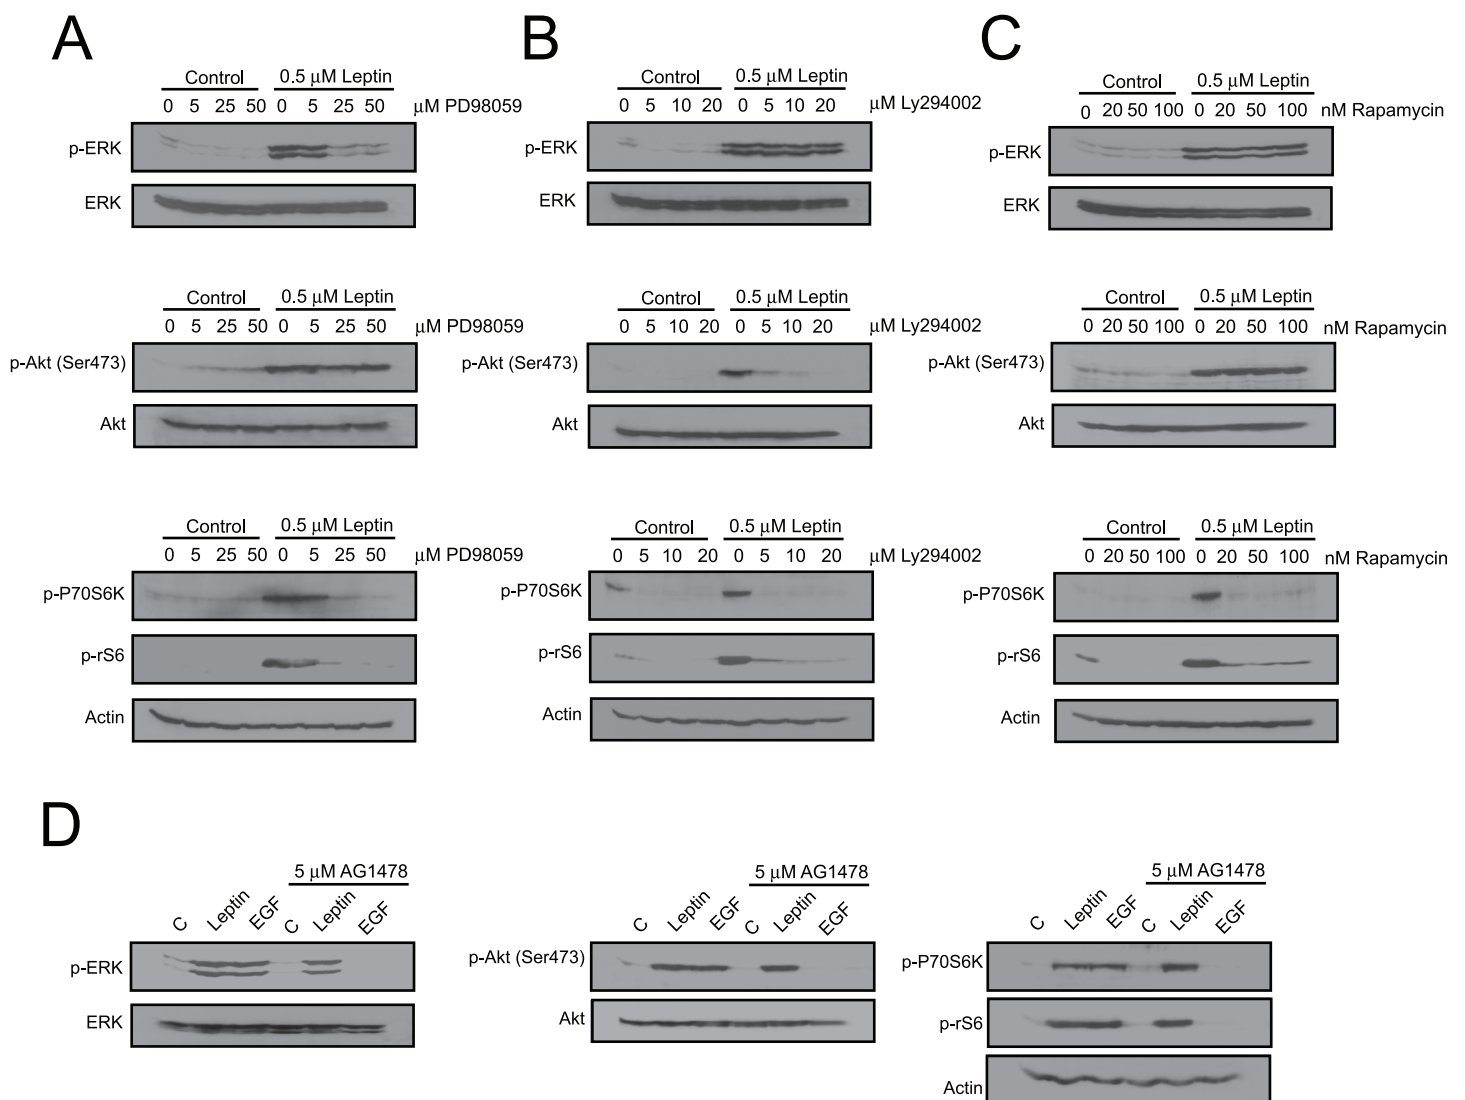 A B C
Control 0.5 μM Leptin
0 5 25 50 0 5 25 50 μM PD98059
p-ERK
ERK
Control 0.5 μM Leptin
0 5 10 20 0 5 10 20 μM Ly294002
p-ERK
ERK
Control 0.5 μM Leptin
0 20 50 100 0 20 50 100 nM Rapamycin
p-ERK
ERK
Control 0.5 μM Leptin
0 5 25 50 0 5 25 50 μM PD98059
p-Akt (Ser473)
Akt
Control 0.5 μM Leptin
0 5 10 20 0 5 10 20 μM Ly294002
p-Akt (Ser473)
Akt
Control 0.5 μM Leptin
0 20 50 100 0 20 50 100 nM Rapamycin
p-Akt (Ser473)
Akt
Control 0.5 μM Leptin
0 5 25 50 0 5 25 50 μM PD98059
p-P70S6K
p-rS6
Actin
Control 0.5 μM Leptin
0 5 10 20 0 5 10 20 μM Ly294002
p-P70S6K
p-rS6
Actin
Control 0.5 μM Leptin
0 20 50 100 0 20 50 100 nM Rapamycin
p-P70S6K
p-rS6
Actin
D
5 μM AG1478
C Leptin EGF C Leptin EGF
p-ERK
ERK
5 μM AG1478
C Leptin EGF C Leptin EGF
p-Akt (Ser473)
Akt
5 μM AG1478
C Leptin EGF C Leptin EGF
p-P70S6K
p-rS6
Actin